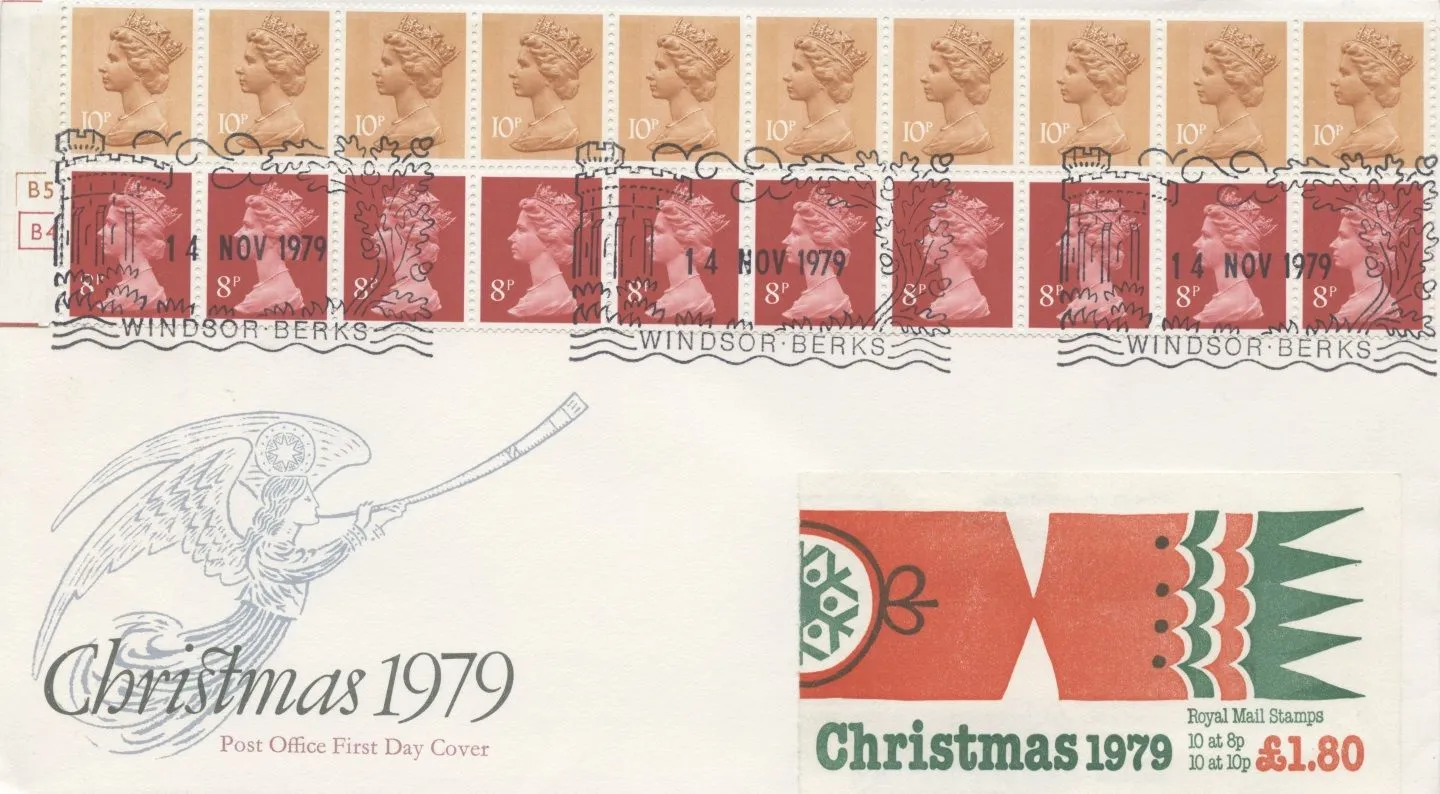 10P 10P 10P 10P 10P 10P 10P 10P 10P 10P
B5
B4
8P 8P 8P 8P 8P 8P 8P 8P 8P 8P
14 NOV 1979 14 NOV 1979 14 NOV 1979
WINDSOR·BERKS WINDSOR·BERKS WINDSOR·BERKS
Christmas 1979
Post Office First Day Cover
Christmas 1979
Royal Mail Stamps
10 at 8p
10 at 10p £1.80